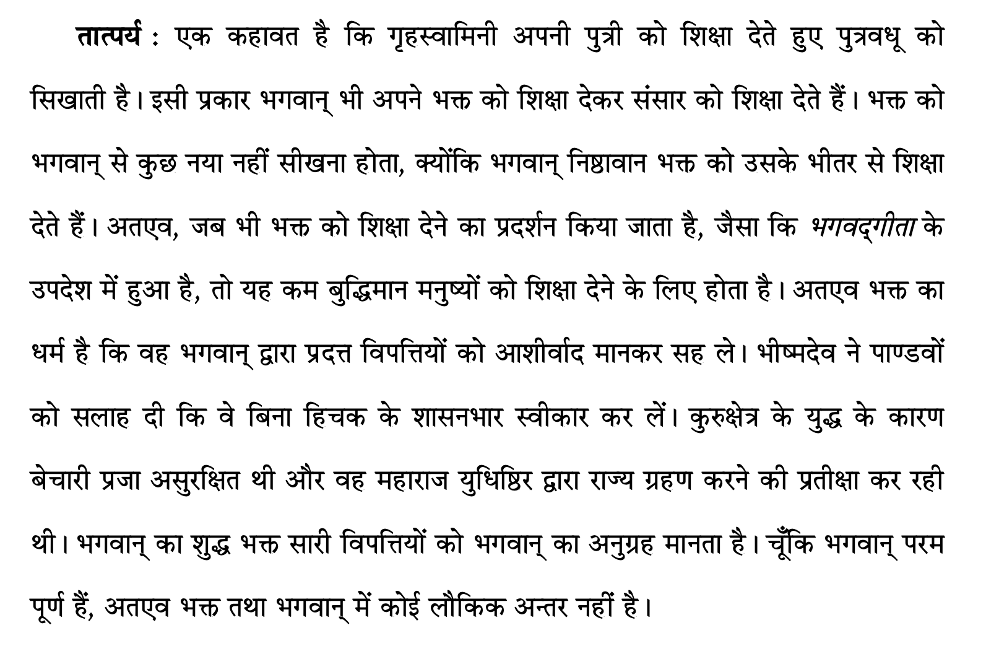 तात्पर्य : एक कहावत है कि गृहस्वामिनी अपनी पुत्री को शिक्षा देते हुए पुत्रवधू को
सिखाती है। इसी प्रकार भगवान् भी अपने भक्त को शिक्षा देकर संसार को शिक्षा देते हैं। भक्त को
भगवान् से कुछ नया नहीं सीखना होता, क्योंकि भगवान् निष्ठावान भक्त को उसके भीतर से शिक्षा
देते हैं। अतएव, जब भी भक्त को शिक्षा देने का प्रदर्शन किया जाता है, जैसा कि भगवद्‌गीता के
उपदेश में हुआ है, तो यह कम बुद्धिमान मनुष्यों को शिक्षा देने के लिए होता है। अतएव भक्त का
धर्म है कि वह भगवान् द्वारा प्रदत्त विपत्तियों को आशीर्वाद मानकर सह ले। भीष्मदेव ने पाण्डवों
को सलाह दी कि वे बिना हिचक के शासनभार स्वीकार कर लें। कुरुक्षेत्र के युद्ध के कारण
बेचारी प्रजा असुरक्षित थी और वह महाराज युधिष्ठिर द्वारा राज्य ग्रहण करने की प्रतीक्षा कर रही
थी। भगवान् का शुद्ध भक्त सारी विपत्तियों को भगवान् का अनुग्रह मानता है। चूँकि भगवान् परम
पूर्ण हैं, अतएव भक्त तथा भगवान् में कोई लौकिक अन्तर नहीं है।